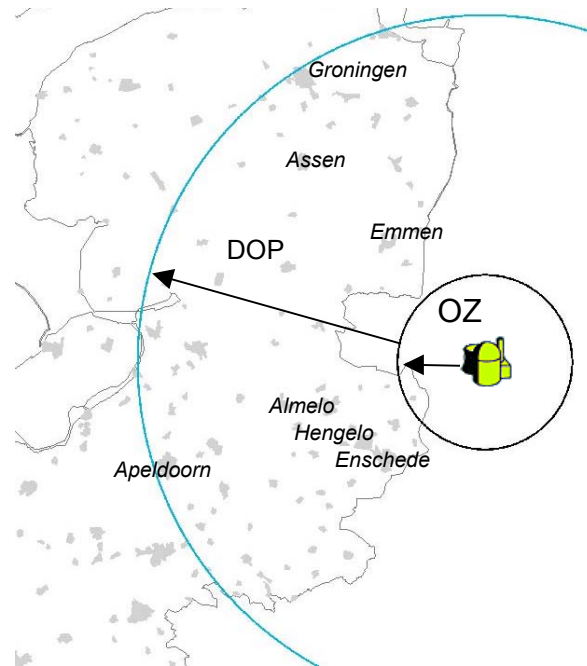 Groningen
Assen
Emmen
DOP
OZ
Almelo
Hengelo
Enschede
Apeldoorn